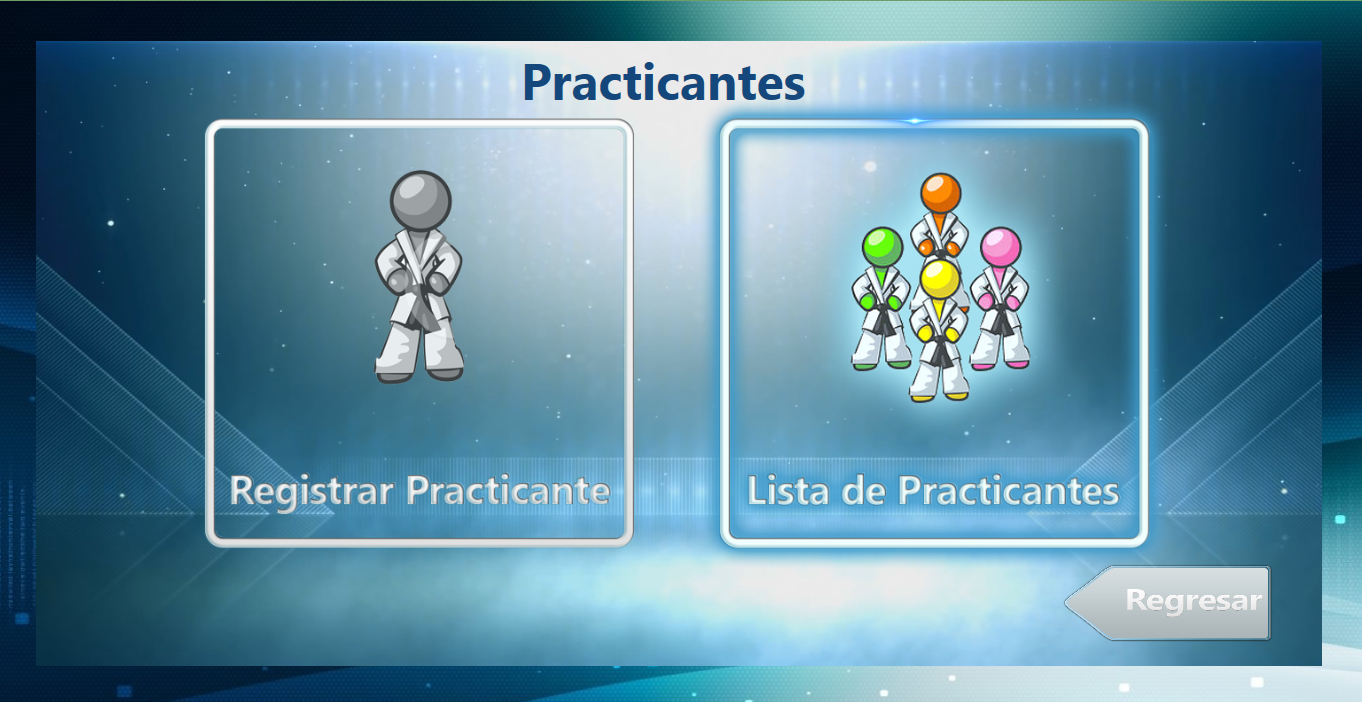 Practicantes
Registrar Practicante
Lista de Practicantes
Regresar